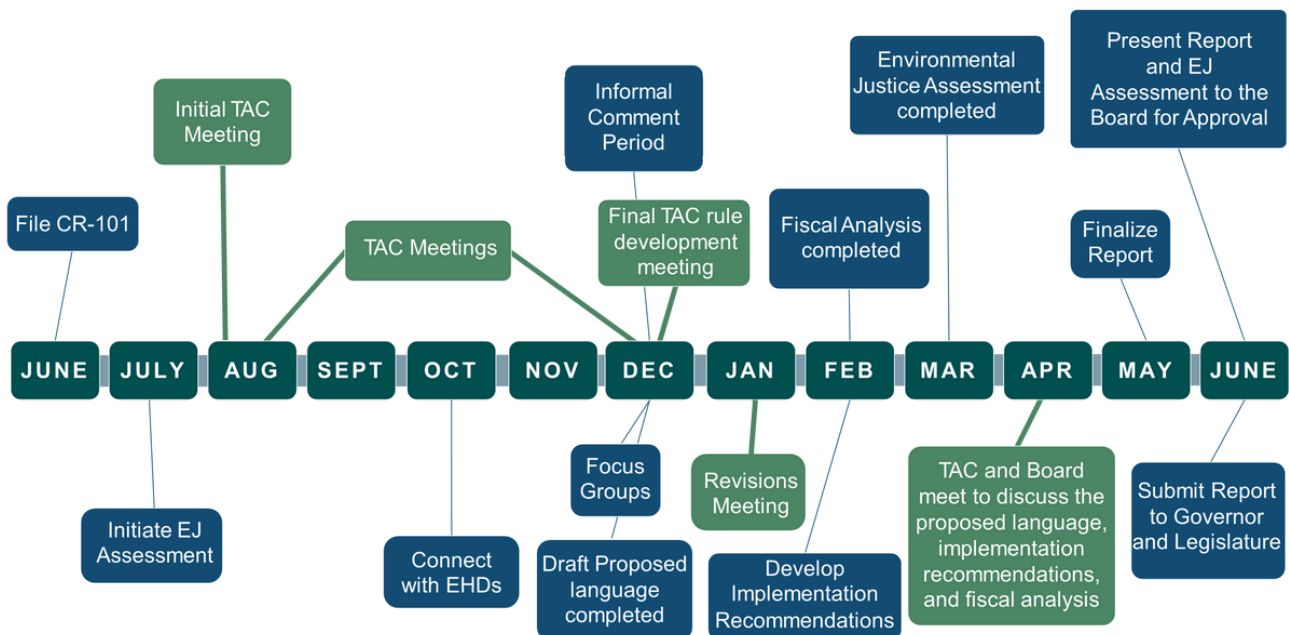 Initial TAC
Meeting
Informal
Comment
Period
Environmental
Justice Assessment
completed
Present Report
and EJ
Assessment to the
Board for Approval
File CR-101
TAC Meetings
Final TAC rule
development
meeting
Fiscal Analysis
completed
Finalize
Report
JUNE
JULY
AUG
SEPT
OCT
NOV
DEC
JAN
FEB
MAR
APR
MAY
JUNE
Initiate EJ
Assessment
Connect
with EHDs
Focus
Groups
Draft Proposed
language
completed
Revisions
Meeting
Develop
Implementation
Recommendations
TAC and Board
meet to discuss the
proposed language,
implementation
recommendations,
and fiscal analysis
Submit Report
to Governor
and Legislature